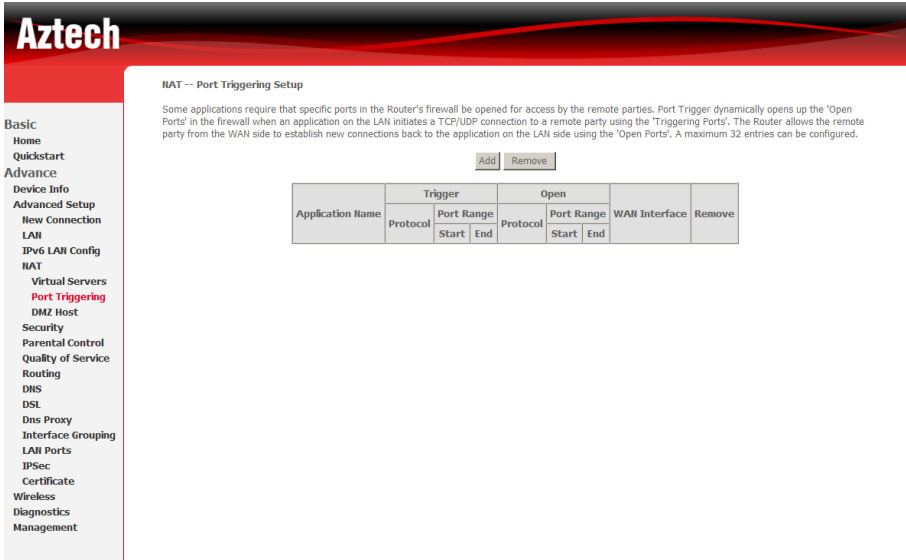 Aztech
Basic
Home
Quickstart
Advance
Device Info
Advanced Setup
New Connection
LAN
IPv6 LAN Config
NAT
Virtual Servers
Port Triggering
DMZ Host
Security
Parental Control
Quality of Service
Routing
DNS
DSL
Dns Proxy
Interface Grouping
LAN Ports
IPSec
Certificate
Wireless
Diagnostics
Management
NAT -- Port Triggering Setup
Some applications require that specific ports in the Router's firewall be opened for access by the remote parties. Port Trigger dynamically opens up the 'Open
Ports' in the firewall when an application on the LAN initiates a TCP/UDP connection to a remote party using the 'Triggering Ports'. The Router allows the remote
party from the WAN side to establish new connections back to the application on the LAN side using the 'Open Ports'. A maximum 32 entries can be configured.
Add Remove
Application Name Trigger Open WAN Interface Remove
Protocol Port Range Protocol Port Range
Start End Start End